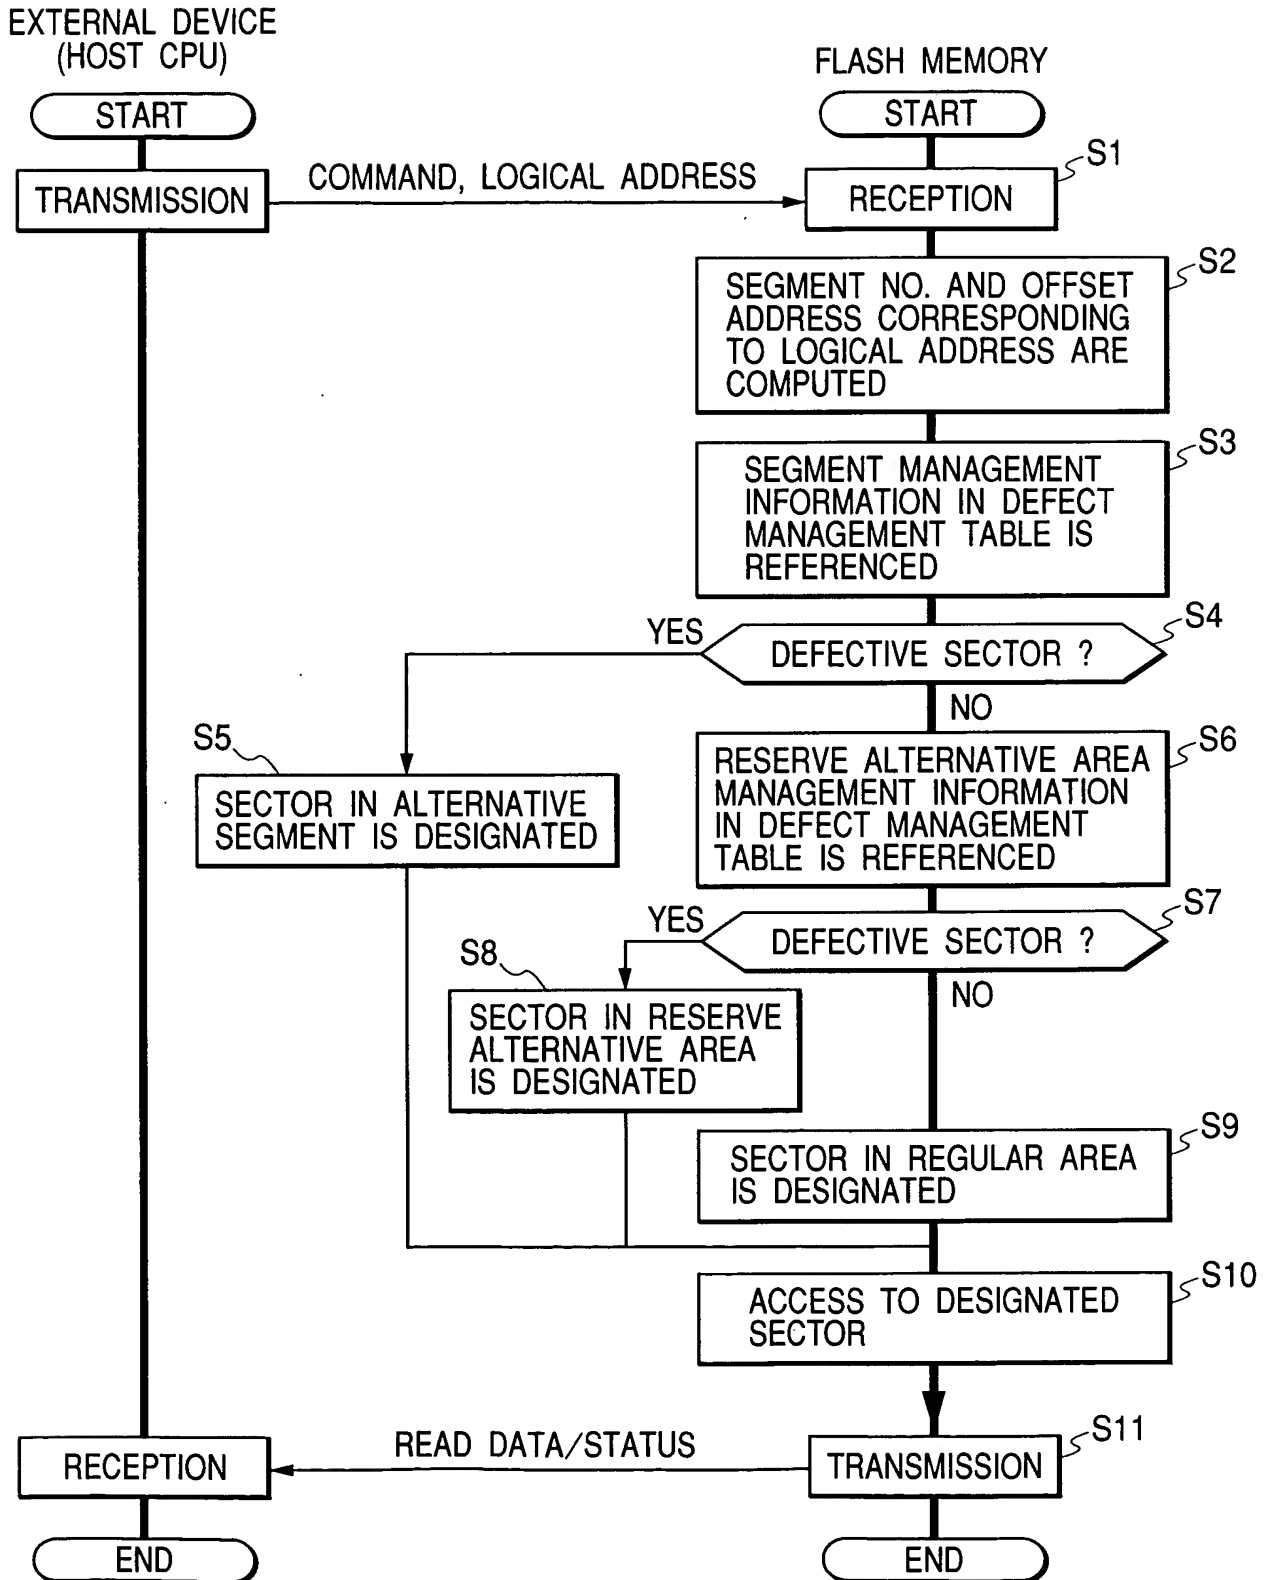 EXTERNAL DEVICE
(HOST CPU)
FLASH MEMORY
START
START
TRANSMISSION
COMMAND, LOGICAL ADDRESS
RECEPTION
S1
SEGMENT NO. AND OFFSET
ADDRESS CORRESPONDING
TO LOGICAL ADDRESS ARE
COMPUTED
S2
SEGMENT MANAGEMENT
INFORMATION IN DEFECT
MANAGEMENT TABLE IS
REFERENCED
S3
YES
DEFECTIVE SECTOR ?
S4
NO
S5
SECTOR IN ALTERNATIVE
SEGMENT IS DESIGNATED
RESERVE ALTERNATIVE AREA
MANAGEMENT INFORMATION
IN DEFECT MANAGEMENT
TABLE IS REFERENCED
S6
YES
DEFECTIVE SECTOR ?
S7
NO
S8
SECTOR IN RESERVE
ALTERNATIVE AREA
IS DESIGNATED
SECTOR IN REGULAR AREA
IS DESIGNATED
S9
ACCESS TO DESIGNATED
SECTOR
S10
RECEPTION
READ DATA/STATUS
TRANSMISSION
S11
END
END